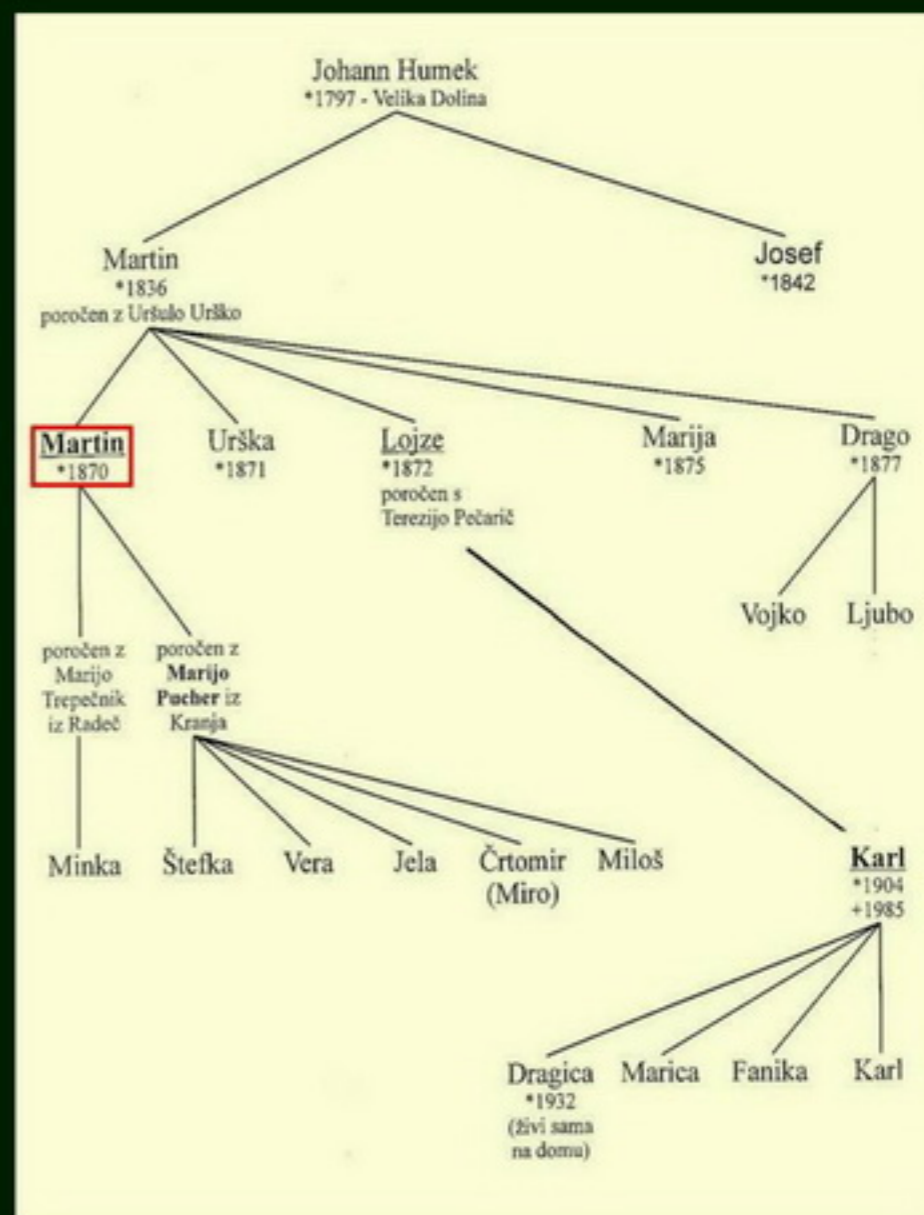 Johann Humek
*1797 - Velika Dolina
Martin
*1836
poročen z Uršulo Urško
Josef
*1842
Martin
*1870
Urška
*1871
Lojze
*1872
poročen s
Terezijo Pečarič
Marija
*1875
Drago
*1877
Vojko
Ljubo
poročen z
Marijo
Trepečnik
iz Radeč
poročen z
Marijo
Pucher iz
Kranja
Minka
Štefka
Vera
Jela
Črtomir
(Miro)
Miloš
Karl
*1904
+1985
Dragica
*1932
(živi sama
na domu)
Marica
Fanika
Karl